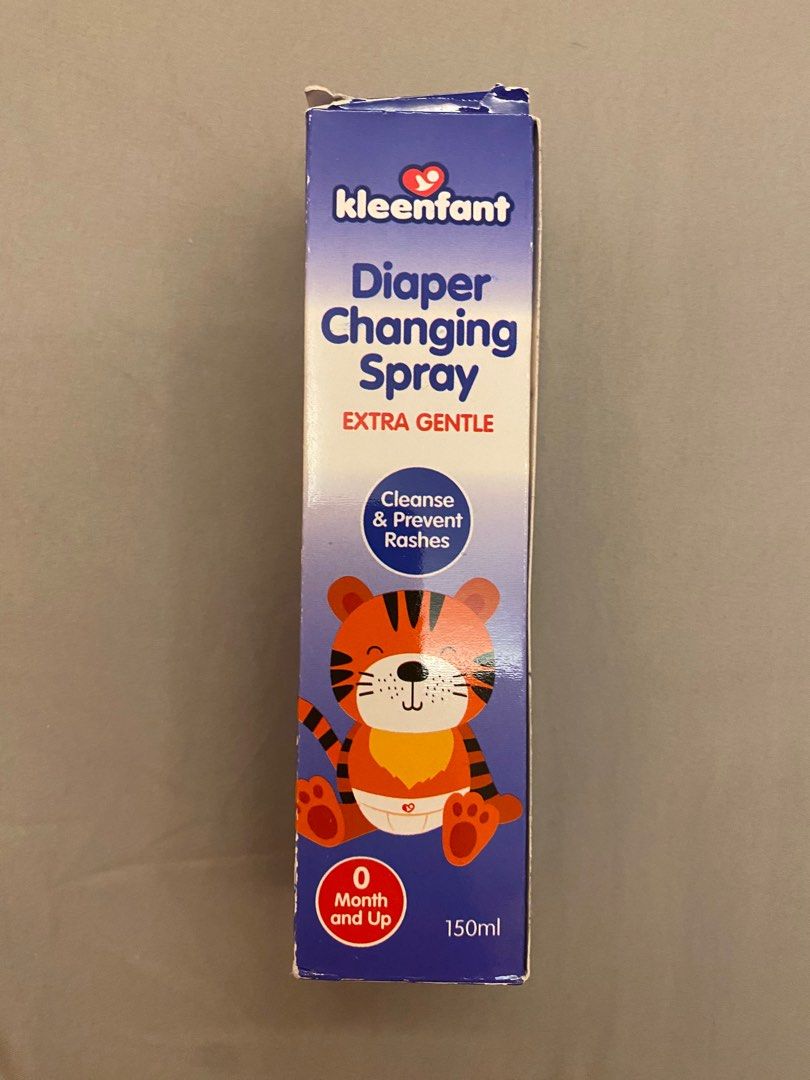 kleenfant
Diaper
Changing
Spray
EXTRA GENTLE
Cleanse
& Prevent
Rashes
0
Month
and Up
150ml